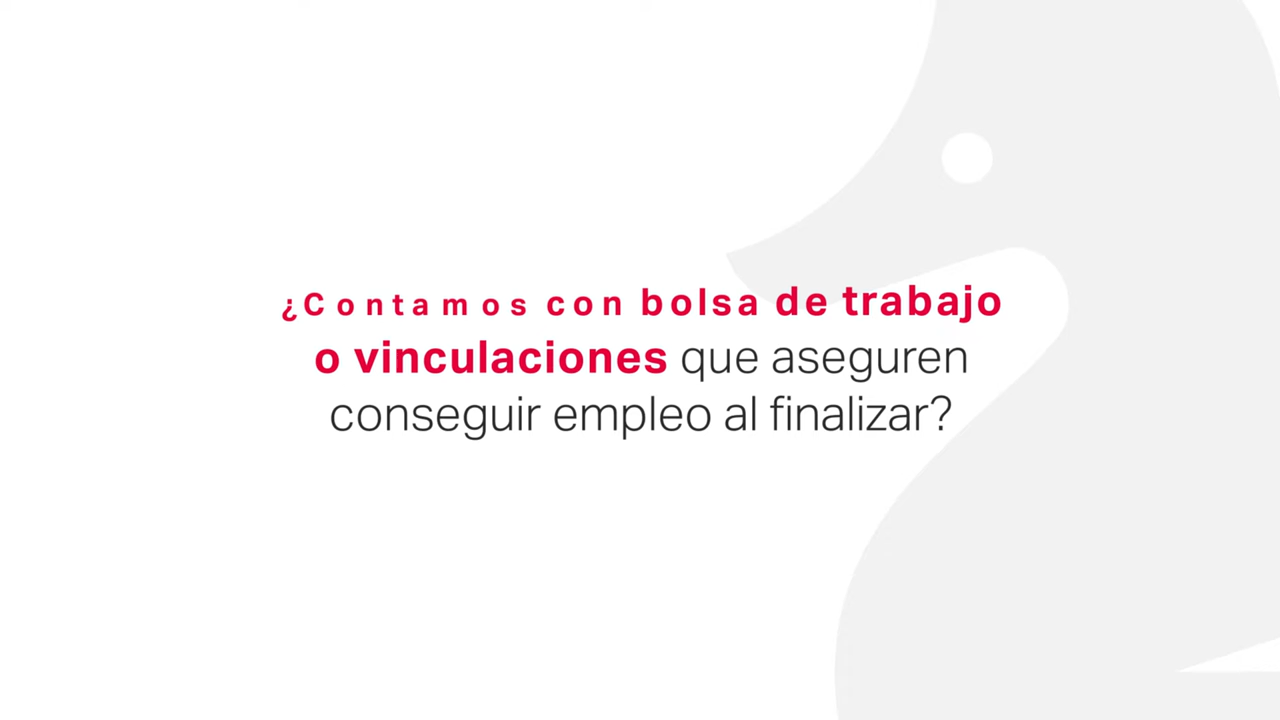 ¿Contamos con bolsa de trabajo
o vinculaciones que aseguren
conseguir empleo al finalizar?